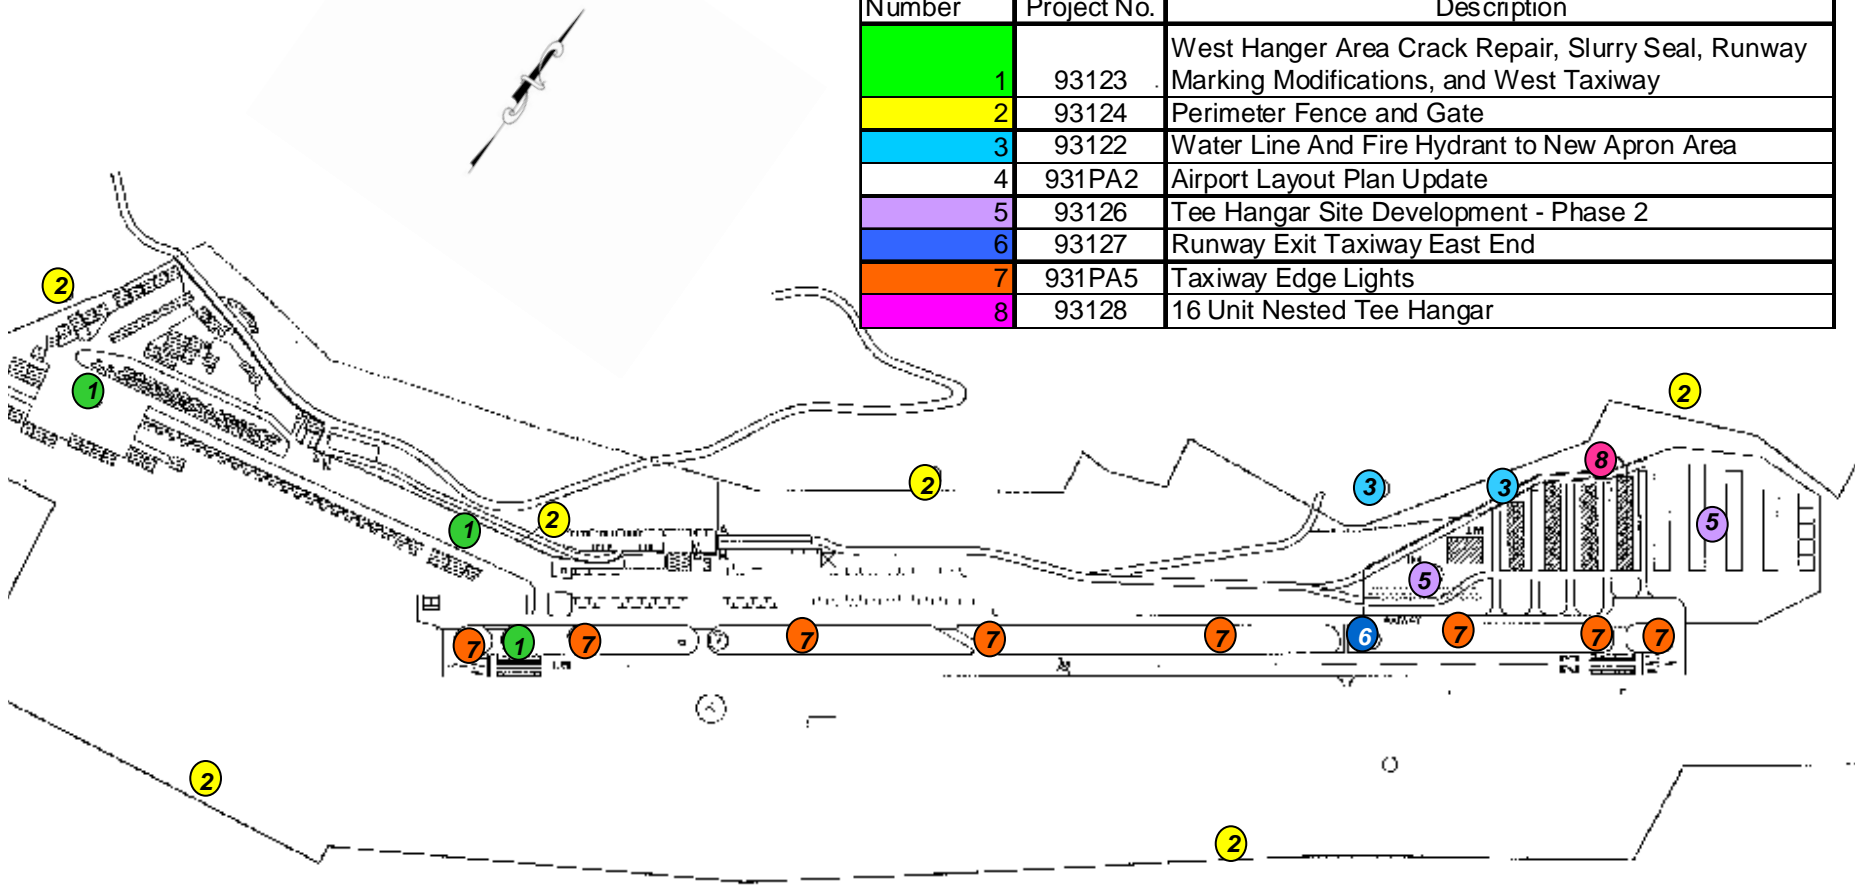 Number Project No. Description
1 93123 West Hanger Area Crack Repair, Slurry Seal, Runway
Marking Modifications, and West Taxiway
2 93124 Perimeter Fence and Gate
3 93122 Water Line And Fire Hydrant to New Apron Area
4 931PA2 Airport Layout Plan Update
5 93126 Tee Hangar Site Development - Phase 2
6 93127 Runway Exit Taxiway East End
7 931PA5 Taxiway Edge Lights
8 93128 16 Unit Nested Tee Hangar
2
1
2
8
2
3
3
2
5
1
5
7
1
7
7
7
7
6
7
7
7
2
2